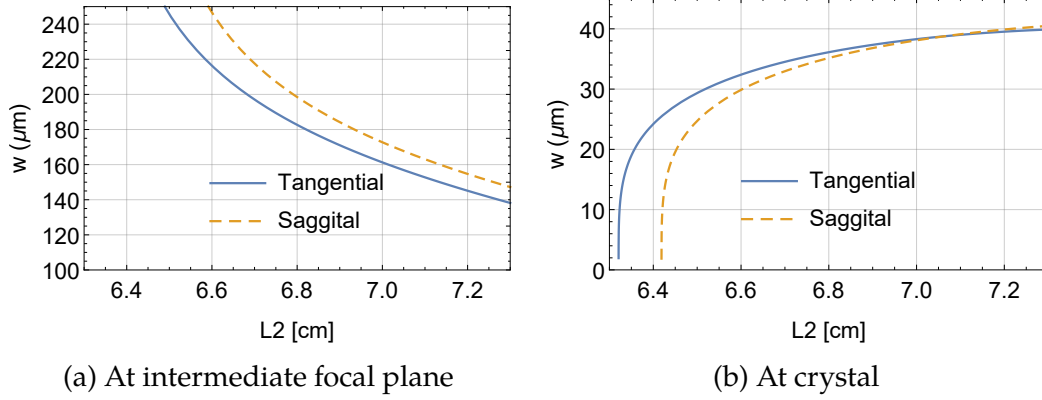 w (μm)
240
220
200
180
160
140
120
100
Tangential
Saggital
6.4 6.6 6.8 7.0 7.2
L2 [cm]
(a) At intermediate focal plane
w (μm)
40
30
20
10
0
Tangential
Saggital
6.4 6.6 6.8 7.0 7.2
L2 [cm]
(b) At crystal